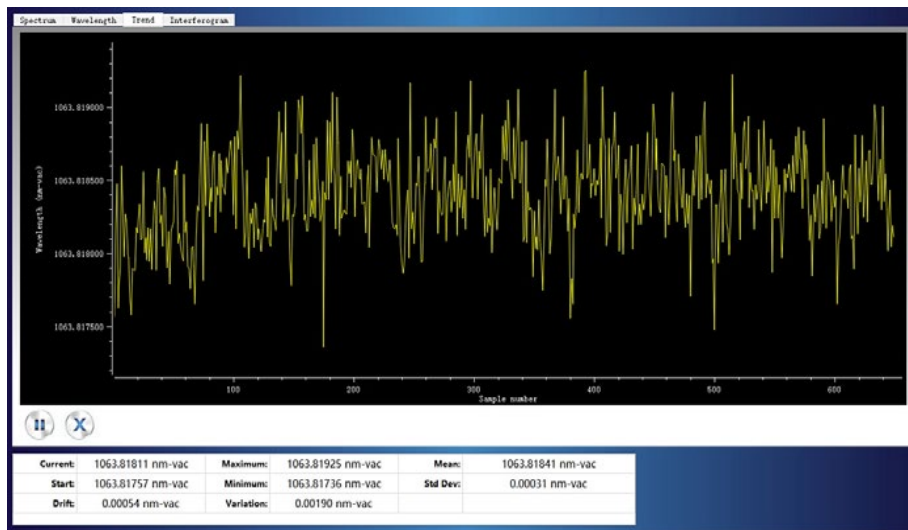 Spectrum Wavelength Trend Interferogram
1063.819000
1063.818500
1063.818000
1063.817500
Wavelength (nm-vac)
100 200 300 400 500 600
Sample number
Current: 1063.81811 nm-vac Maximum: 1063.81925 nm-vac Mean: 1063.81841 nm-vac
Start: 1063.81757 nm-vac Minimum: 1063.81736 nm-vac Std Dev: 0.00031 nm-vac
Drift: 0.00054 nm-vac Variation: 0.00190 nm-vac